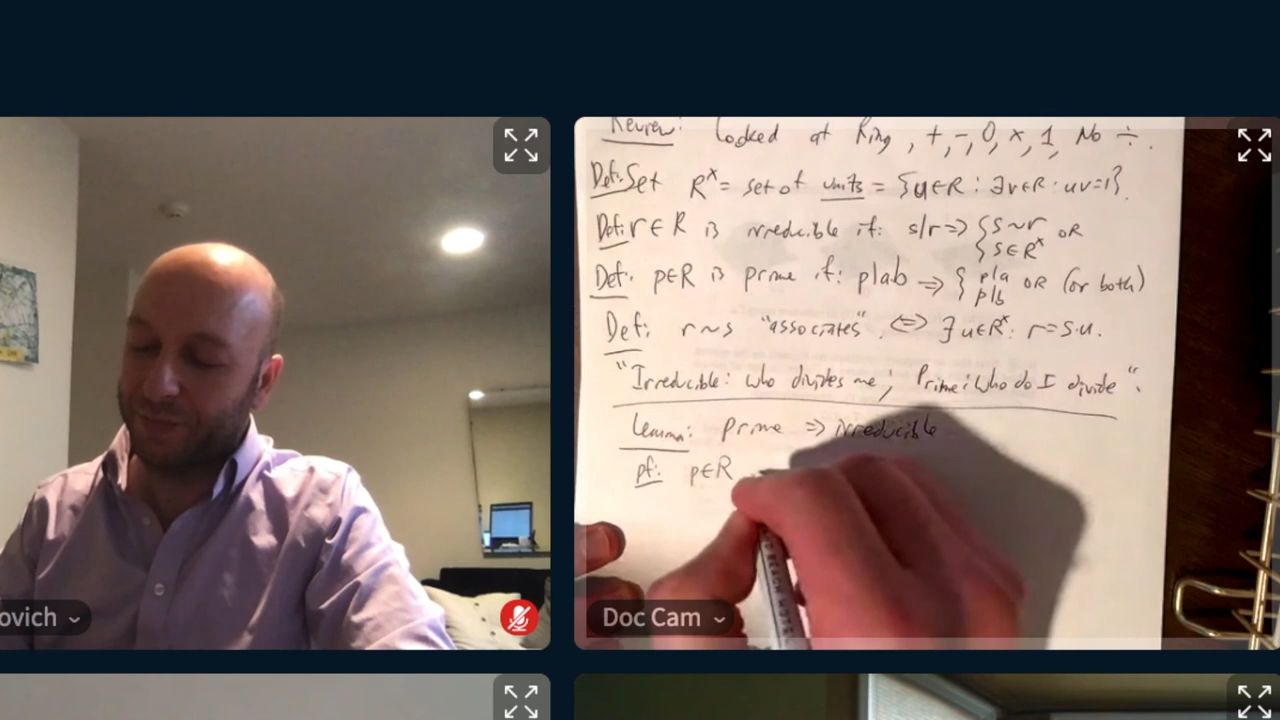 Review: Looked at Ring, +, -, 0, ×, 1, No ÷.
Def: Set R^× = set of units = {u∈R : ∃v∈R : uv=1}.
Def: r∈R is irreducible if: s|r => { s~r OR
s∈R^×
Def: p∈R is prime if: p|ab => { p|a OR (or both)
p|b
Def: r~s "associates". <=> ∃u∈R^×: r=s·u.
"Irreducible: who divides me; Prime: Who do I divide".
Lemma: prime => irreducible
pf: p∈R
ovich
Doc Cam